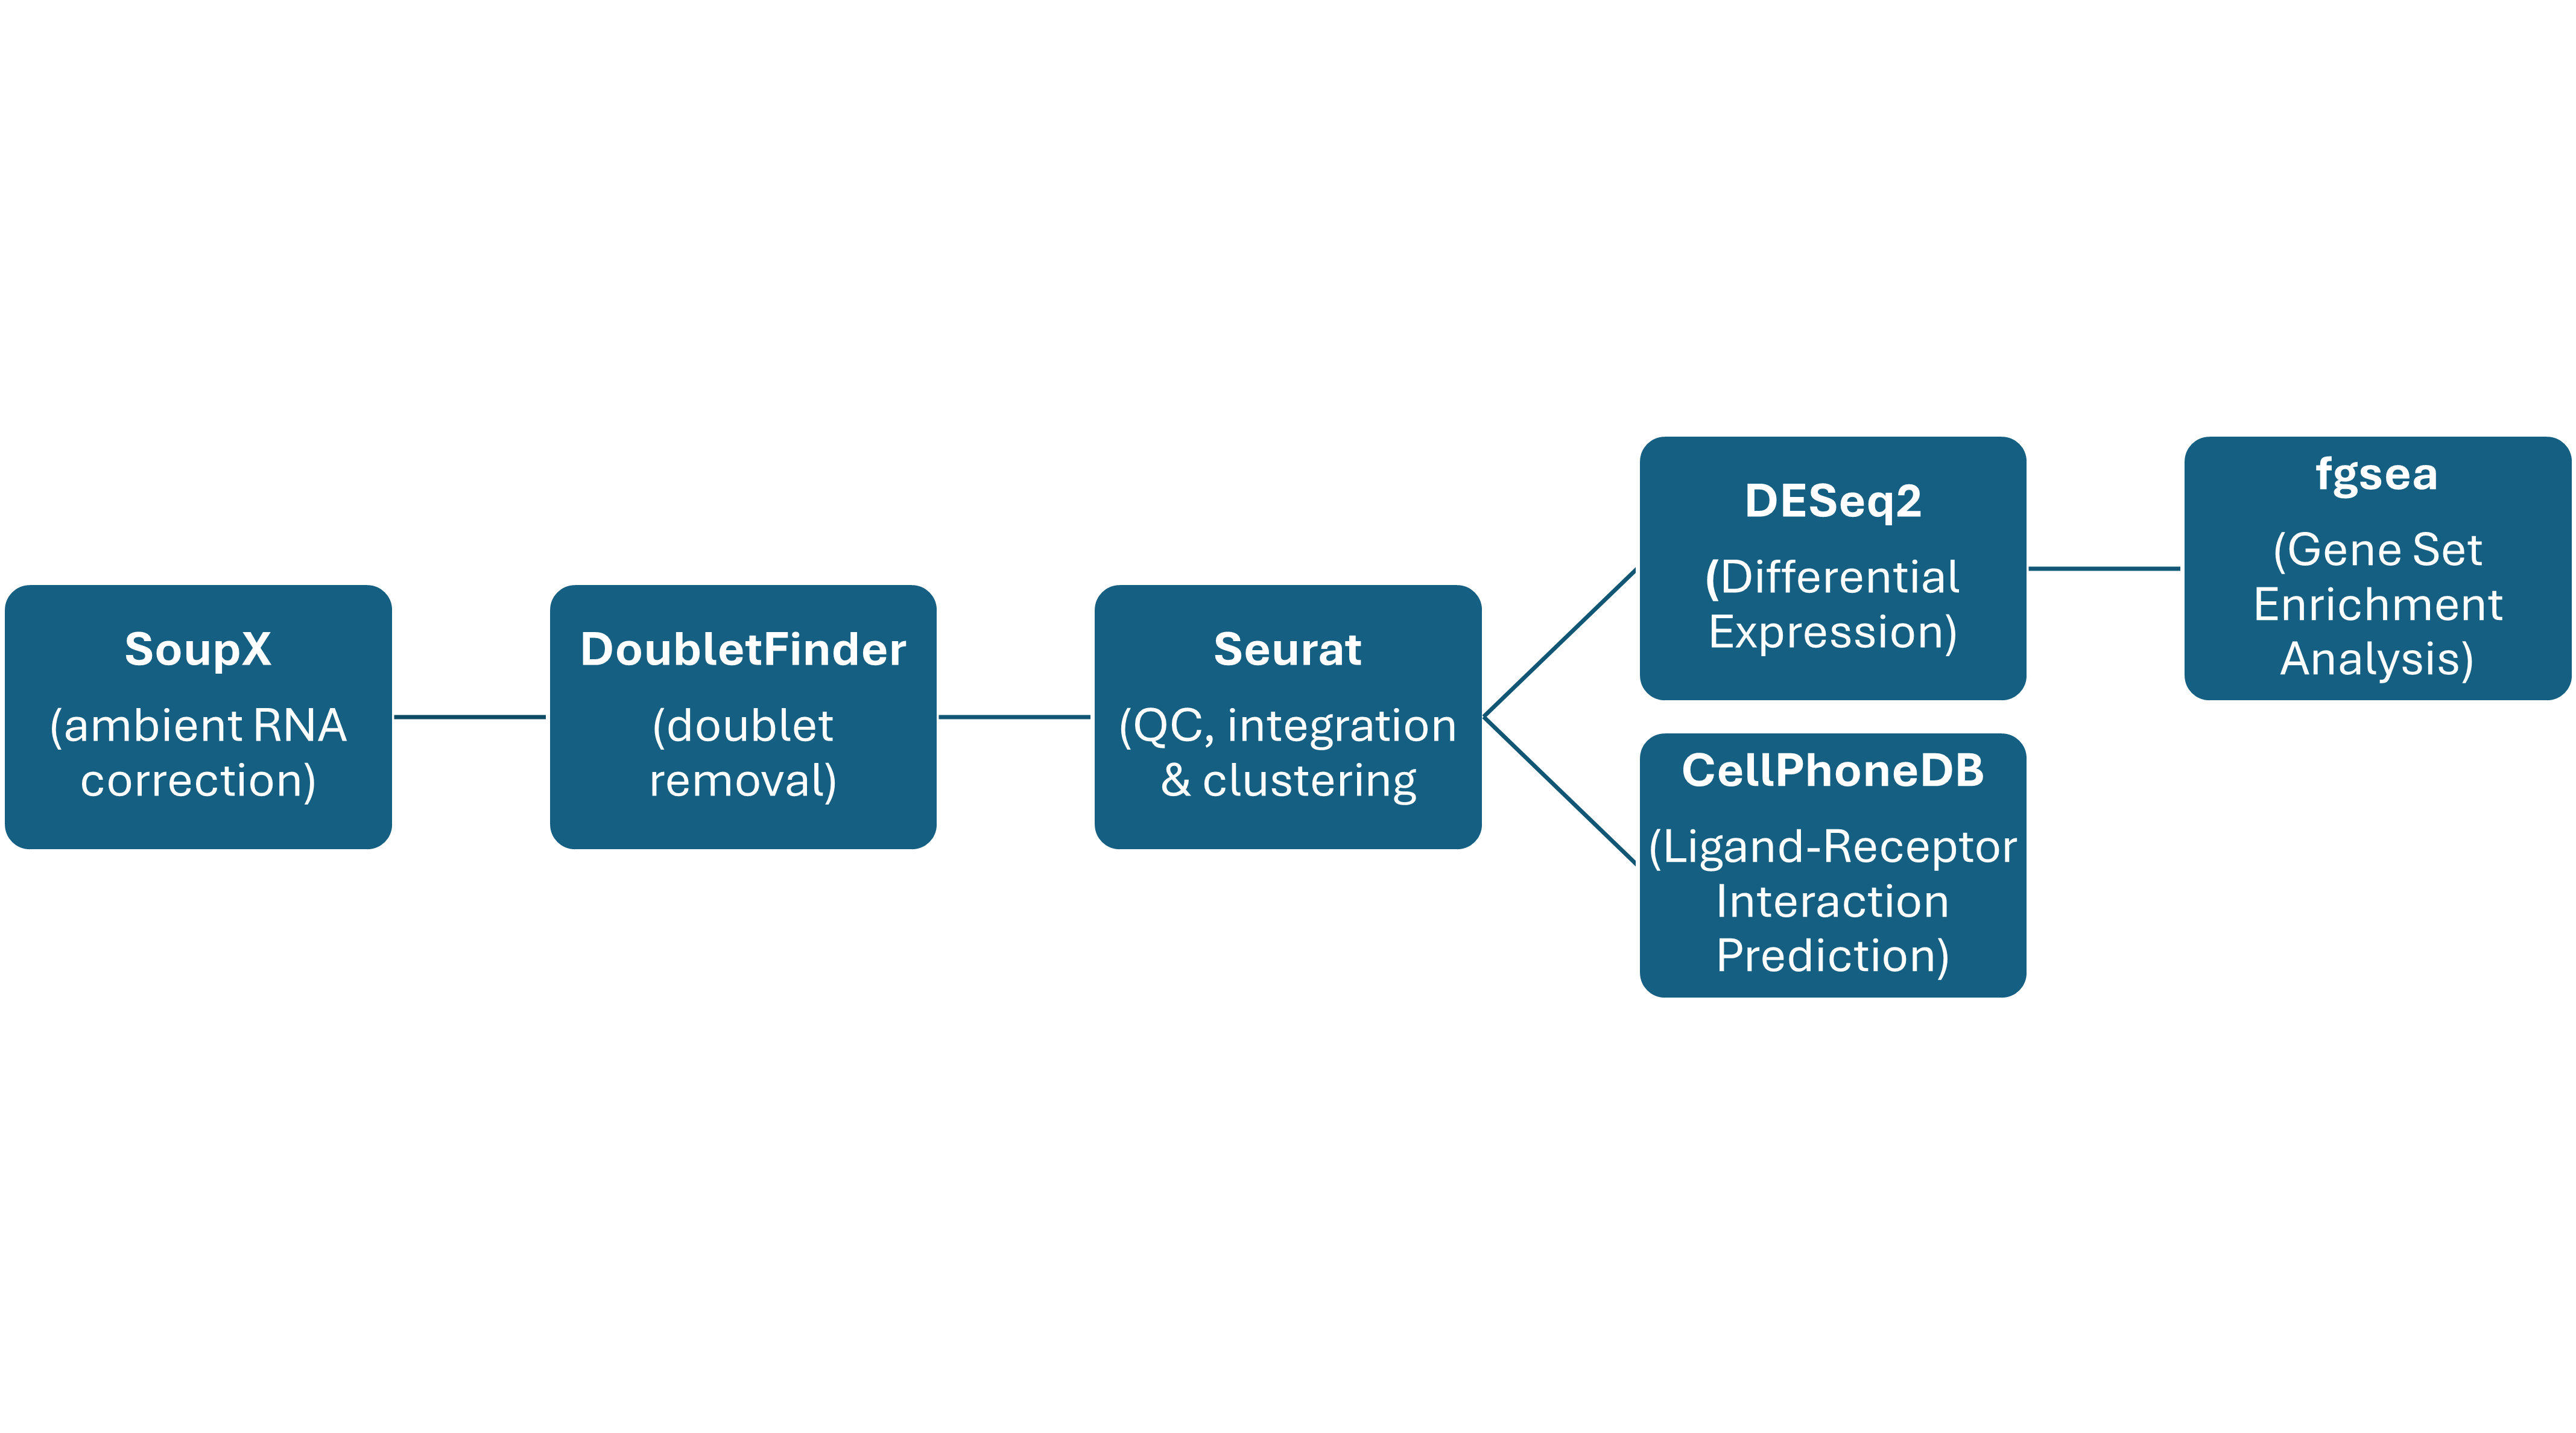 SoupX
(ambient RNA
correction)
DoubletFinder
(doublet
removal)
Seurat
(QC, integration
& clustering
DESeq2
(Differential
Expression)
CellPhoneDB
(Ligand-Receptor
Interaction
Prediction)
fgsea
(Gene Set
Enrichment
Analysis)